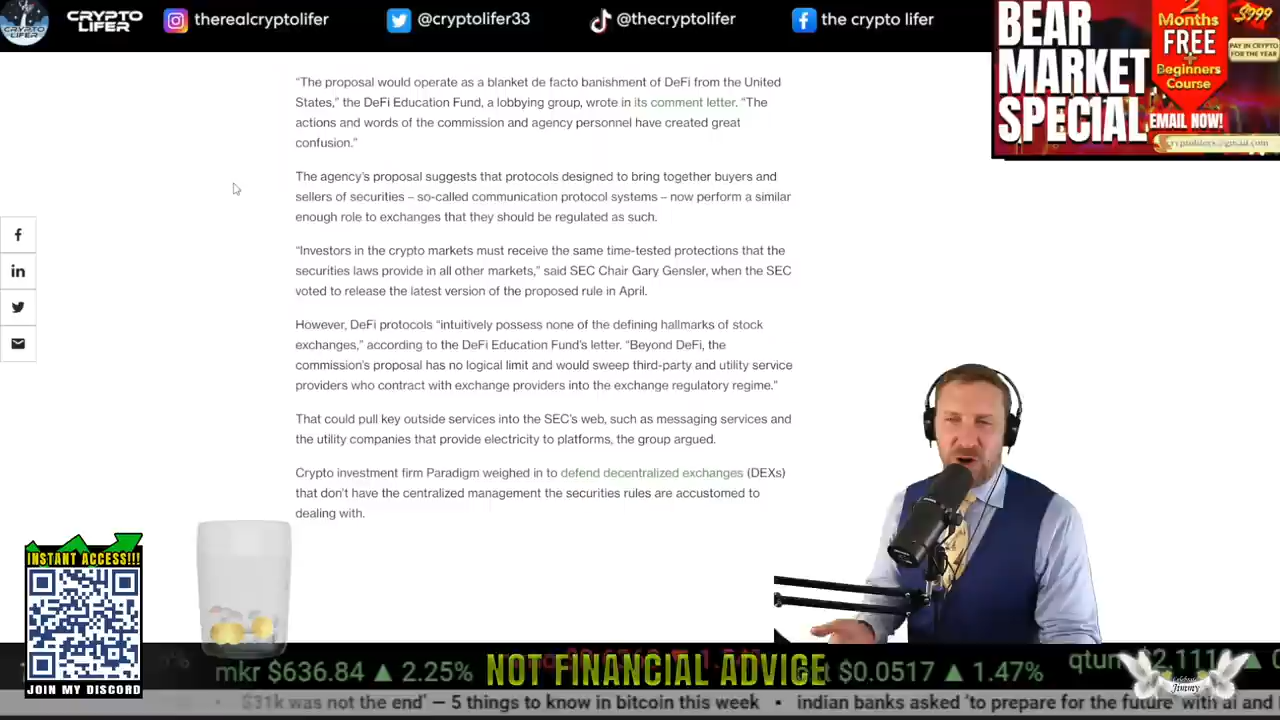 CRYPTO
LIFER
therealcryptolifer
@cryptolifer33
@thecryptolifer
the crypto lifer
BEAR
MARKET
SPEC1AL
2
Months
FREE
+
Beginners
Course
$999
PAY IN CRYPTO
FOR THE YEAR
EMAIL NOW!
“The proposal would operate as a blanket de facto banishment of DeFi from the United
States,” the DeFi Education Fund, a lobbying group, wrote in its comment letter. “The
actions and words of the commission and agency personnel have created great
confusion.”
The agency’s proposal suggests that protocols designed to bring together buyers and
sellers of securities – so-called communication protocol systems – now perform a similar
enough role to exchanges that they should be regulated as such.
“Investors in the crypto markets must receive the same time-tested protections that the
securities laws provide in all other markets,” said SEC Chair Gary Gensler, when the SEC
voted to release the latest version of the proposed rule in April.
However, DeFi protocols “intuitively possess none of the defining hallmarks of stock
exchanges,” according to the DeFi Education Fund’s letter. “Beyond DeFi, the
commission’s proposal has no logical limit and would sweep third-party and utility service
providers who contract with exchange providers into the exchange regulatory regime.”
That could pull key outside services into the SEC’s web, such as messaging services and
the utility companies that provide electricity to platforms, the group argued.
Crypto investment firm Paradigm weighed in to defend decentralized exchanges (DEXs)
that don’t have the centralized management the securities rules are accustomed to
dealing with.
INSTANT ACCESS!!!
JOIN MY DISCORD
mkr $636.84 ▲ 2.25%
NOT FINANCIAL ADVICE
$0.0517 ▲ 1.47%
qtum
Jimmy
$31k was not the end’ — 5 things to know in bitcoin this week • indian banks asked ‘to prepare for the future’ with ai and